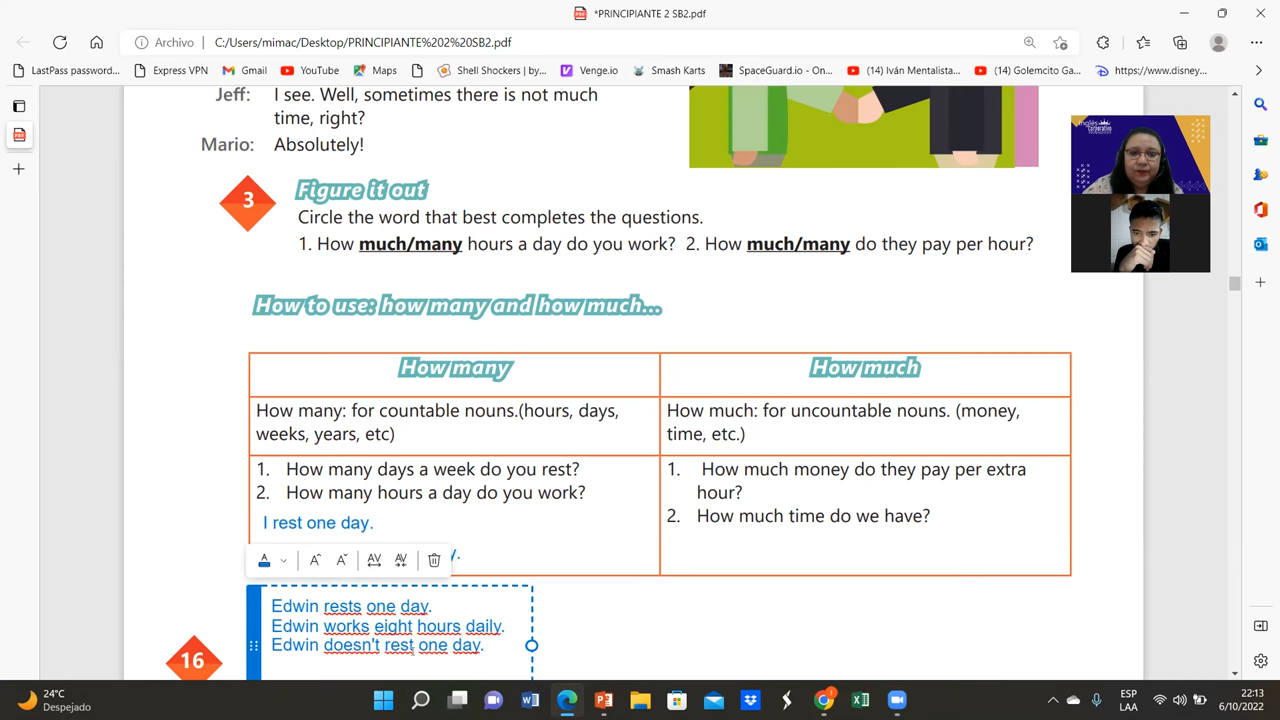 *PRINCIPIANTE 2 SB2.pdf
Archivo
C:/Users/mimac/Desktop/PRINCIPIANTE%202%20SB2.pdf
LastPass password...
Express VPN
Gmail
YouTube
Maps
Shell Shockers | by...
Venge.io
Smash Karts
SpaceGuard.io - On...
(14) Iván Mentalista...
(14) Golemcito Ga...
https://www.disney...
Jeff: I see. Well, sometimes there is not much
time, right?
Mario: Absolutely!
Inglés
Corporativo
3
Figure it out
Circle the word that best completes the questions.
1. How much/many hours a day do you work? 2. How much/many do they pay per hour?
How to use: how many and how much...
How many
How much
How many: for countable nouns.(hours, days,
weeks, years, etc)
How much: for uncountable nouns. (money,
time, etc.)
1. How many days a week do you rest?
2. How many hours a day do you work?
I rest one day.
1. How much money do they pay per extra
hour?
2. How much time do we have?
Edwin rests one day.
Edwin works eight hours daily.
Edwin doesn't rest one day.
16
24°C
Despejado
ESP
LAA
22:13
6/10/2022